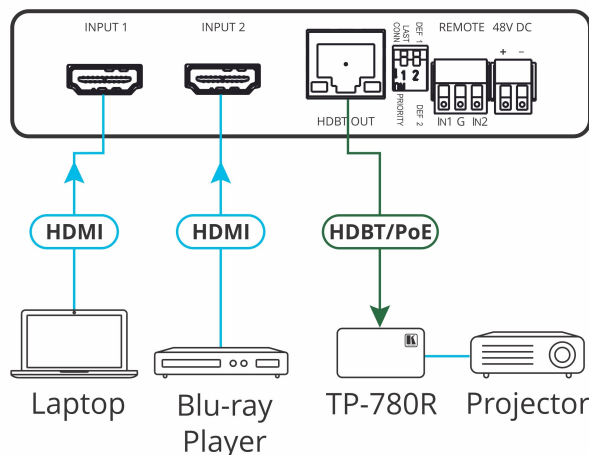 INPUT 1
INPUT 2
HDBT OUT
LAST
CONN
DEF 1
1 2
PRIORITY
DEF 2
REMOTE
48V DC
+ -
IN1 G IN2
HDMI
HDMI
HDBT/PoE
K
Laptop
Blu-ray
Player
TP-780R
Projector